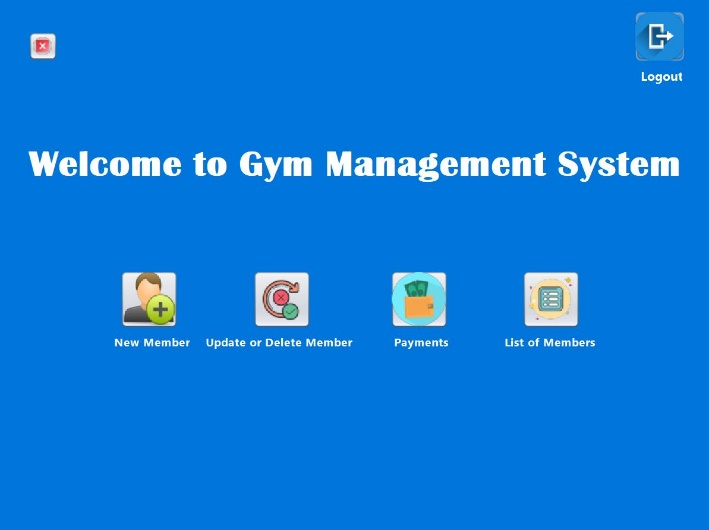 Logout
Welcome to Gym Management System
New Member
Update or Delete Member
Payments
List of Members